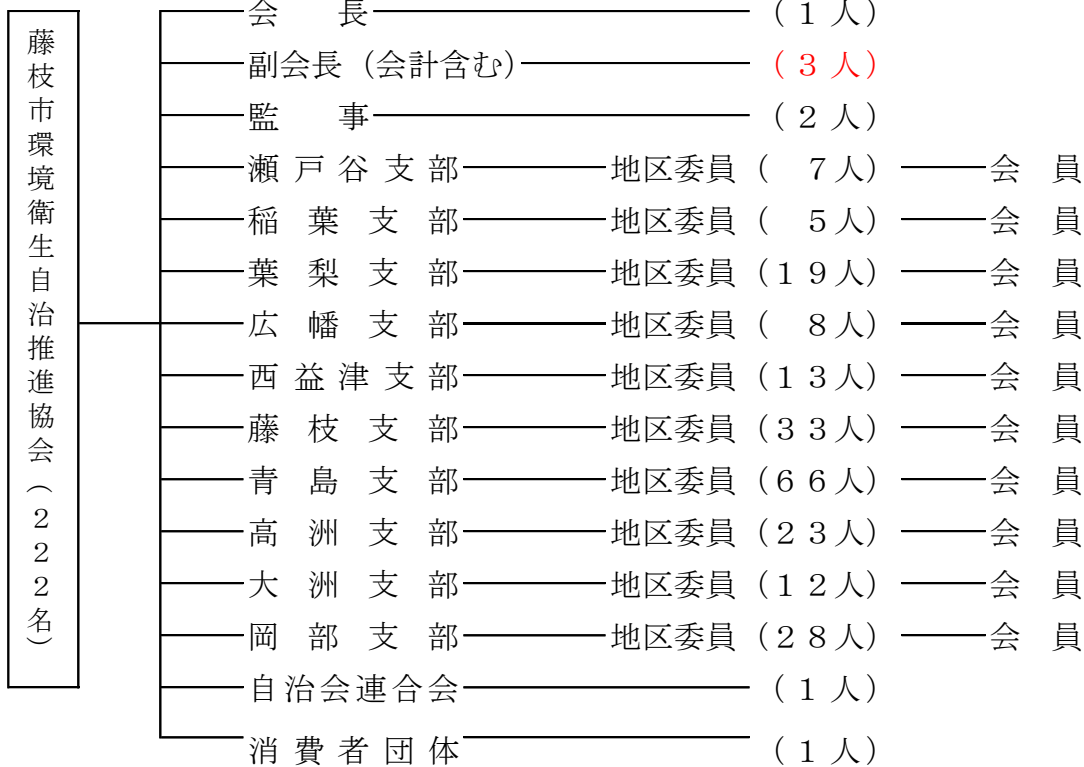 藤枝市環境衛生自治推進協会（２２２名）
会　長 （１人）
副会長（会計含む） （３人）
監　事 （２人）
瀬戸谷支部 地区委員（　７人） 会　員
稲葉支部 地区委員（　５人） 会　員
葉梨支部 地区委員（１９人） 会　員
広幡支部 地区委員（　８人） 会　員
西益津支部 地区委員（１３人） 会　員
藤枝支部 地区委員（３３人） 会　員
青島支部 地区委員（６６人） 会　員
高洲支部 地区委員（２３人） 会　員
大洲支部 地区委員（１２人） 会　員
岡部支部 地区委員（２８人） 会　員
自治会連合会 （１人）
消費者団体 （１人）